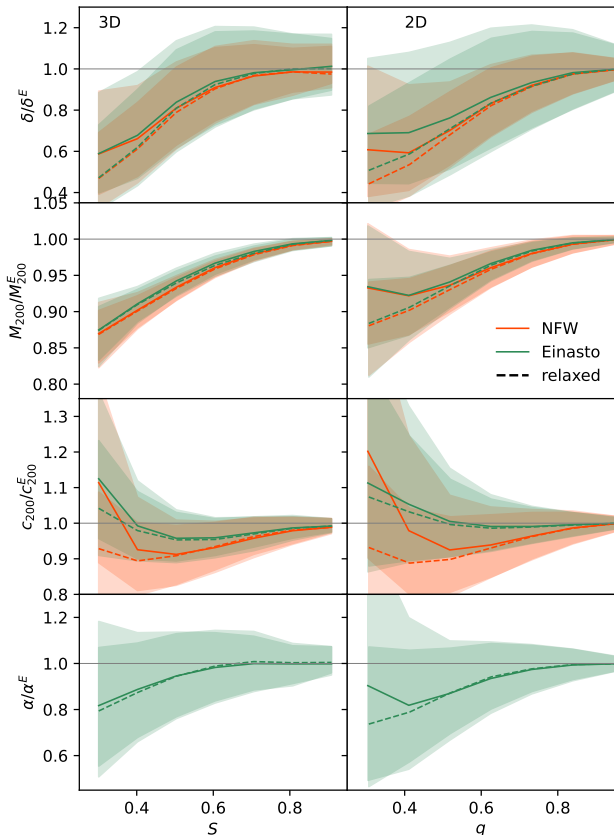 3D
2D
1.2
1.0
0.8
0.6
0.4
δ/δ^E
1.05
1.00
0.95
0.90
0.85
0.80
M_200/M^E_200
NFW
Einasto
relaxed
1.3
1.2
1.1
1.0
0.9
0.8
c_200/c^E_200
1.2
1.0
0.8
0.6
α/α^E
0.4 0.6 0.8 0.4 0.6 0.8
S q